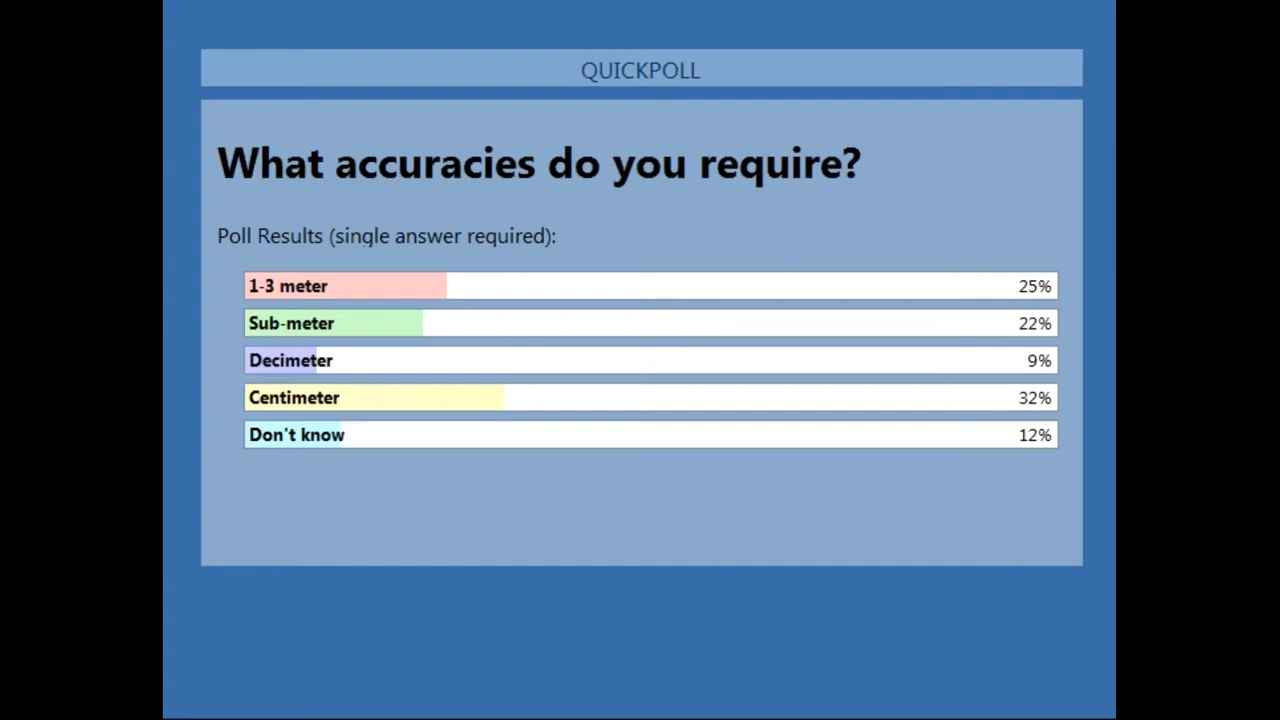 QUICKPOLL
What accuracies do you require?
Poll Results (single answer required):
1-3 meter 25%
Sub-meter 22%
Decimeter 9%
Centimeter 32%
Don't know 12%